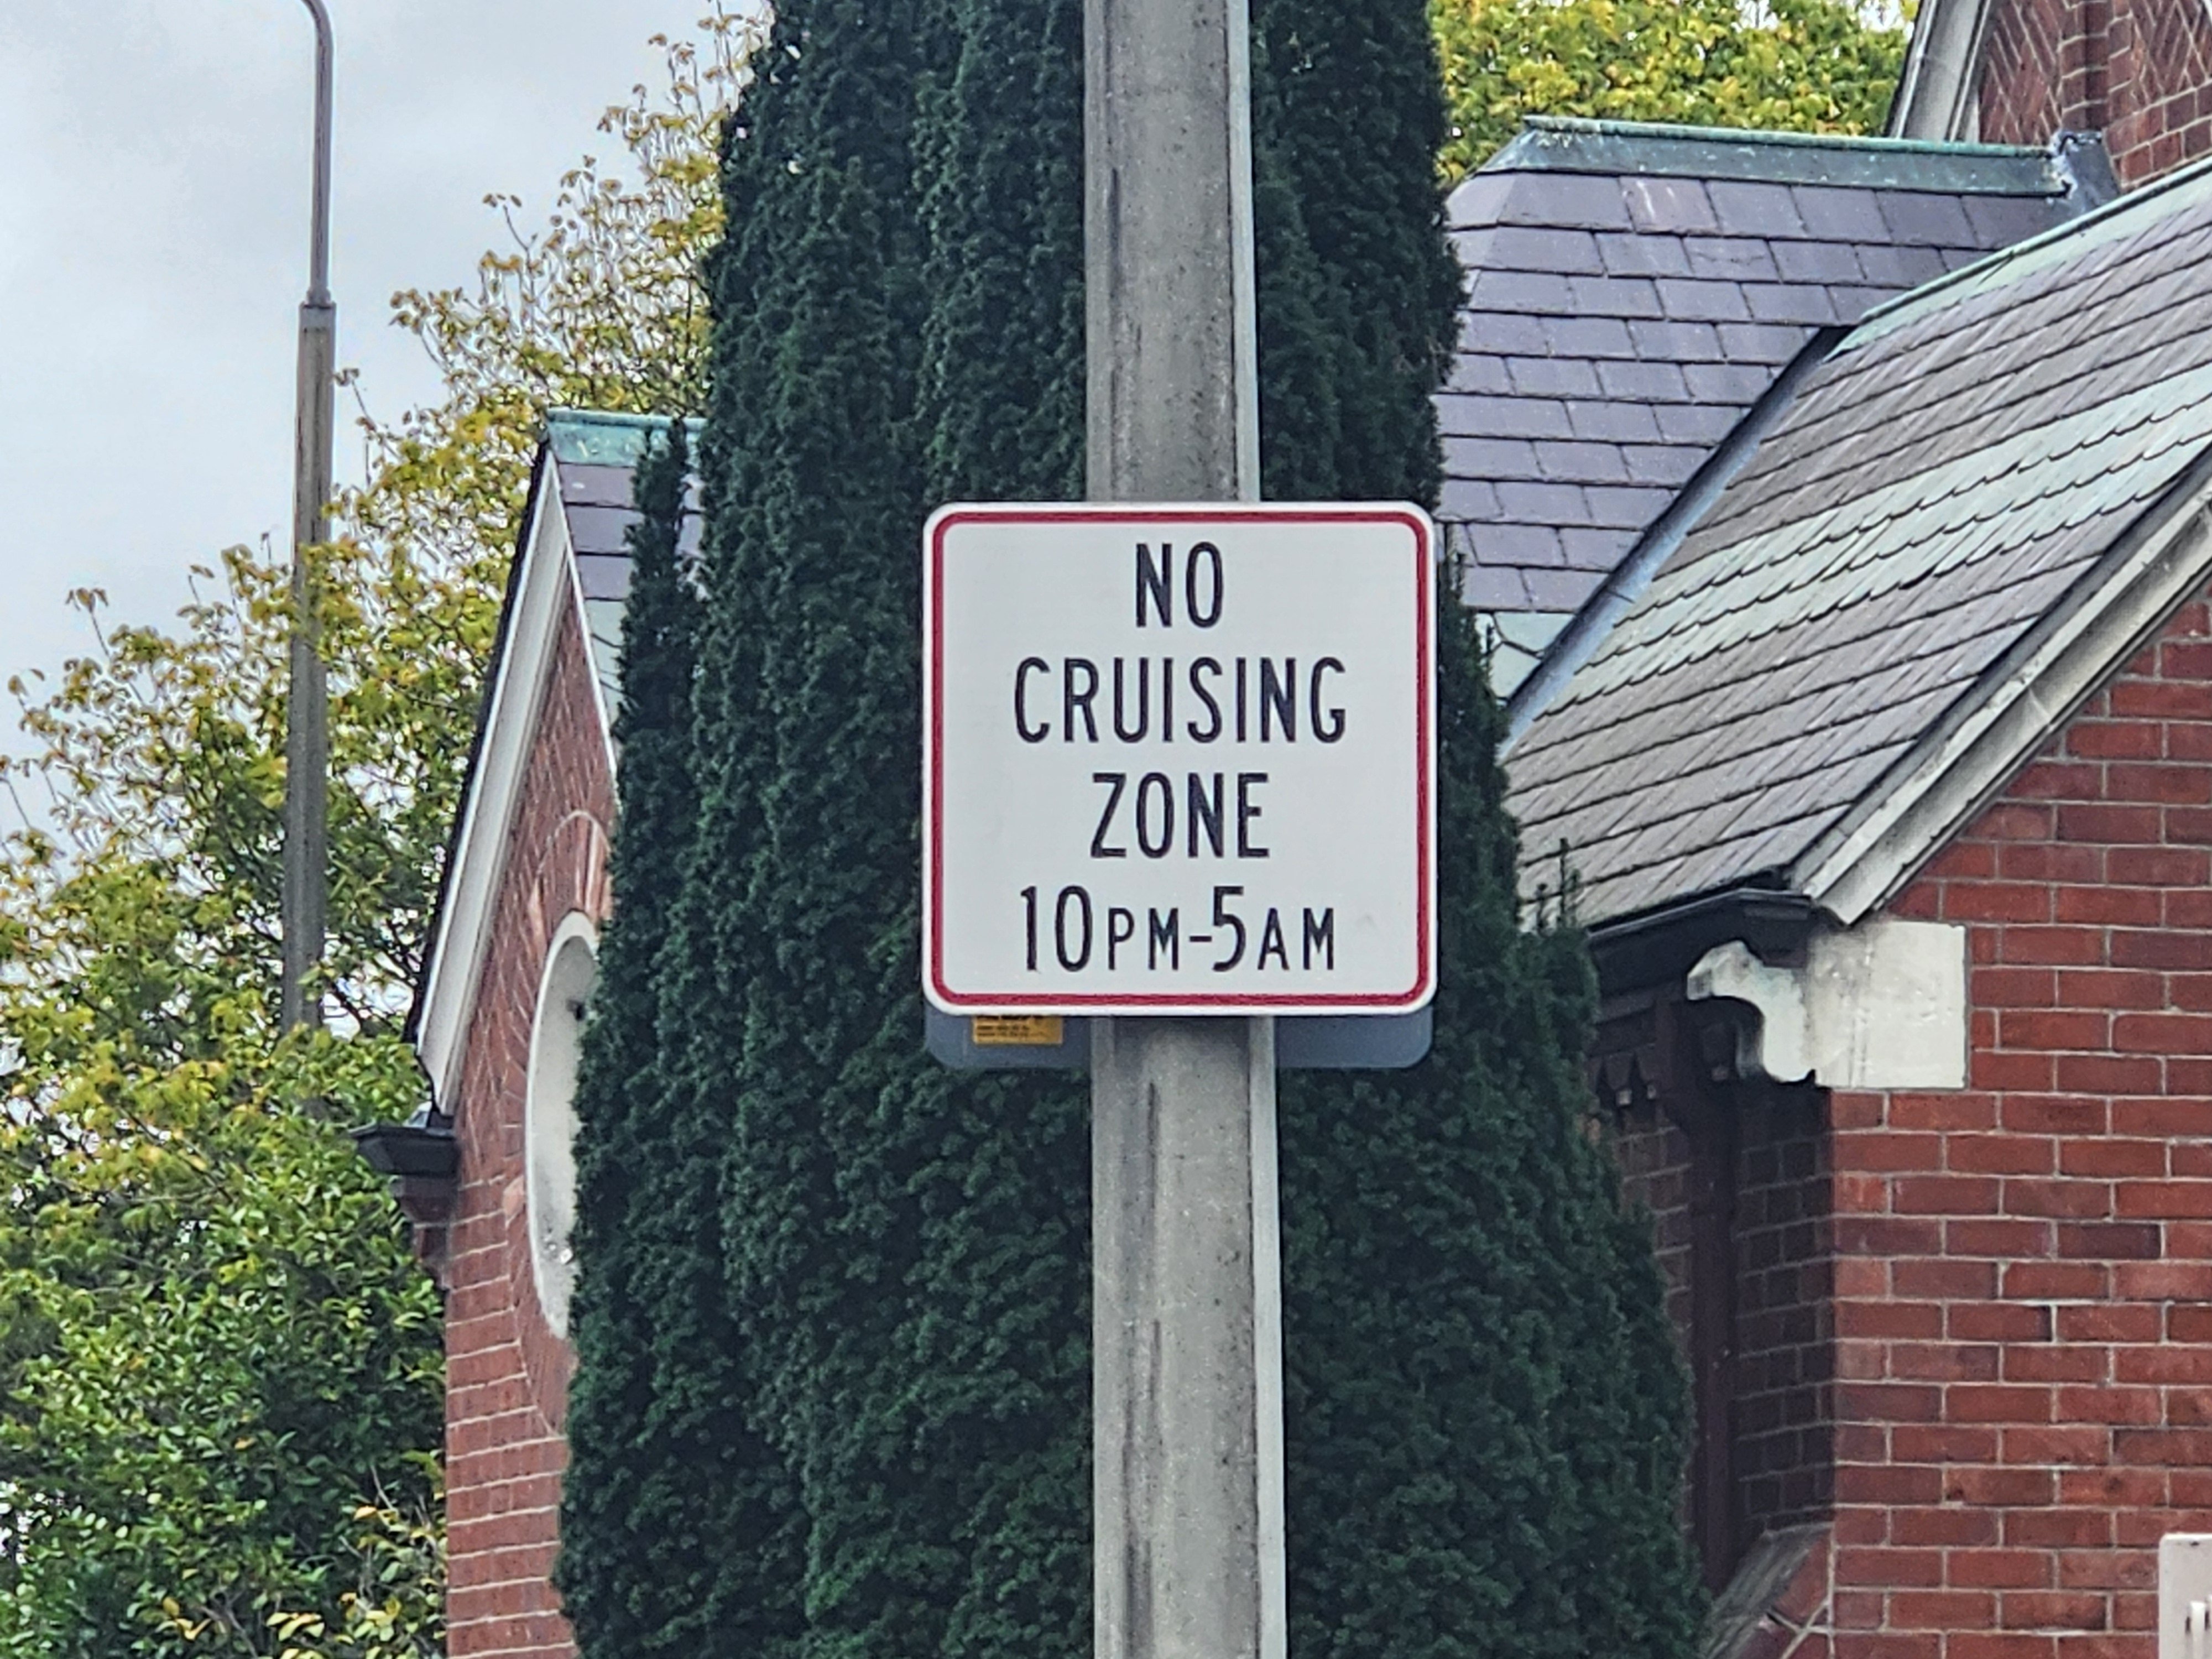 NO
CRUISING
ZONE
10PM-5AM